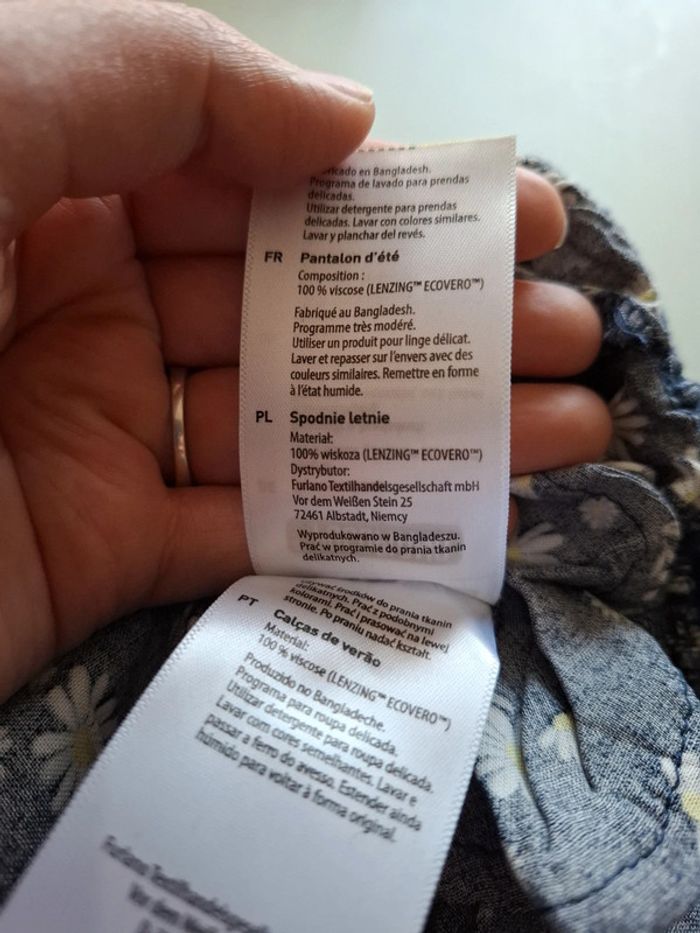 ricado en Bangladesh.
Programa de lavado para prendas
delicadas.
Utilizar detergente para prendas
delicadas. Lavar con colores similares.
Lavar y planchar del revés.
FR Pantalon d'été
Composition :
100 % viscose (LENZING™ ECOVERO™)
Fabriqué au Bangladesh.
Programme très modéré.
Utiliser un produit pour linge délicat.
Laver et repasser sur l'envers avec des
couleurs similaires. Remettre en forme
à l'état humide.
PL Spodnie letnie
Materiał:
100% wiskoza (LENZING™ ECOVERO™)
Dystrybutor:
Furlano Textilhandelsgesellschaft mbH
Vor dem Weißen Stein 25
72461 Albstadt, Niemcy
Wyprodukowano w Bangladeszu.
Prać w programie do prania tkanin
delikatnych.
Używać środków do prania tkanin
delikatnych. Prać z podobnymi
kolorami. Prać i prasować na lewej
stronie. Po praniu nadać kształt.
PT Calças de verão
Material:
100 % viscose (LENZING™ ECOVERO™)
Produzido no Bangladeche.
Programa para roupa delicada.
Utilizar detergente para roupa delicada.
Lavar com cores semelhantes. Lavar e
passar a ferro do avesso. Estender ainda
húmido para voltar à forma original.
Furlano
Vor den